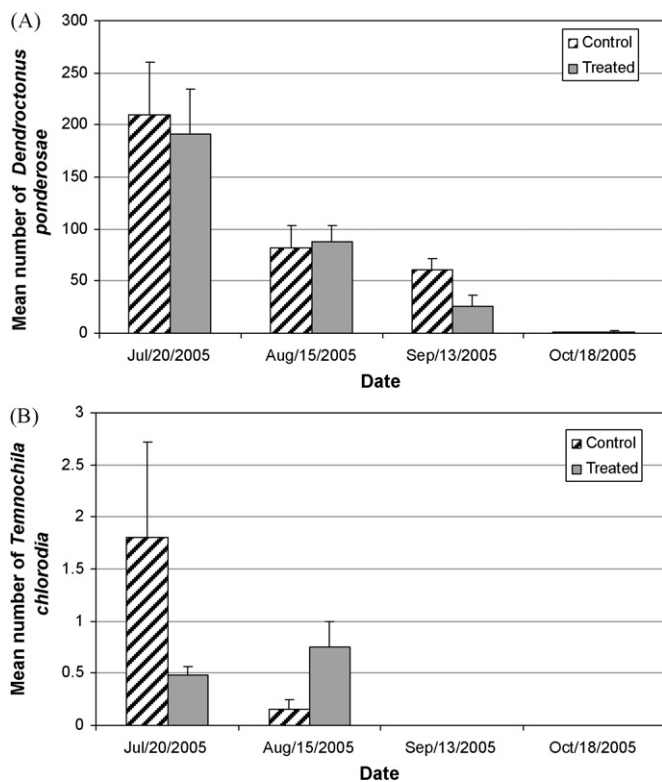 (A)
300
250
200
150
100
50
0
Mean number of Dendroctonus
ponderosae
Control
Treated
Jul/20/2005 Aug/15/2005 Sep/13/2005 Oct/18/2005
Date
(B)
3
2.5
2
1.5
1
0.5
0
Mean number of Temnochila
chlorodia
Control
Treated
Jul/20/2005 Aug/15/2005 Sep/13/2005 Oct/18/2005
Date